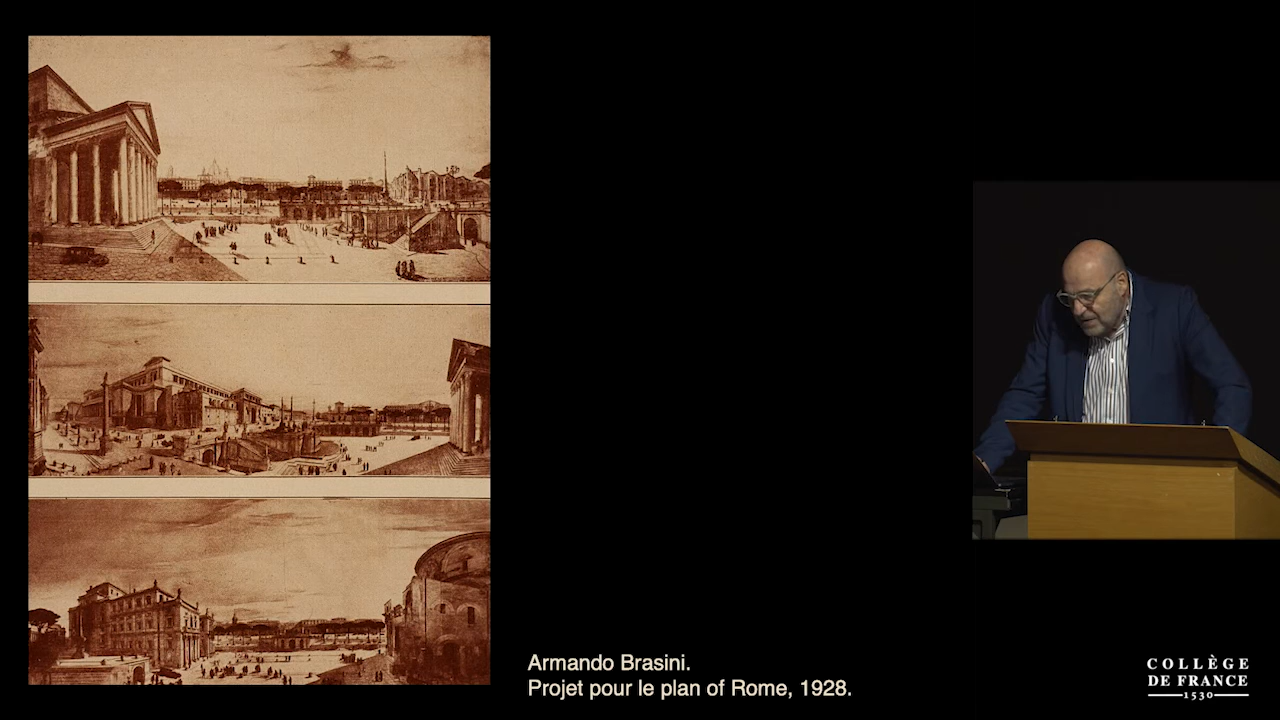 Armando Brasini.
Projet pour le plan of Rome, 1928.
COLLÈGE
DE FRANCE
1530